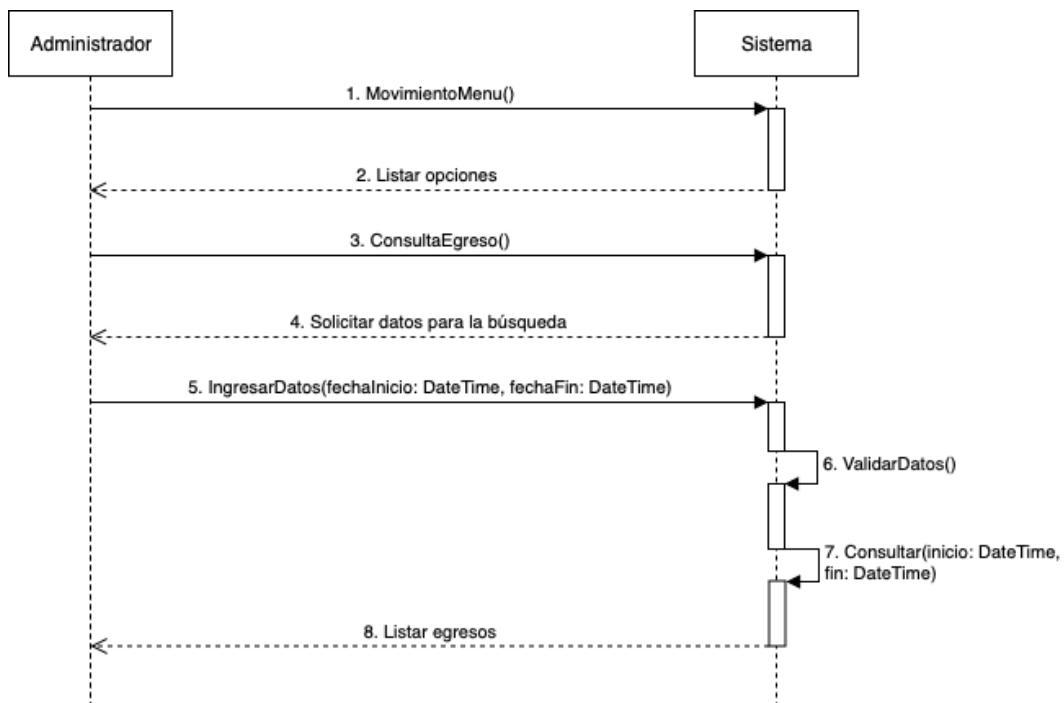 Administrador
Sistema
1. MovimientoMenu()
2. Listar opciones
3. ConsultaEgreso()
4. Solicitar datos para la búsqueda
5. IngresarDatos(fechaInicio: DateTime, fechaFin: DateTime)
6. ValidarDatos()
7. Consultar(inicio: DateTime,
fin: DateTime)
8. Listar egresos